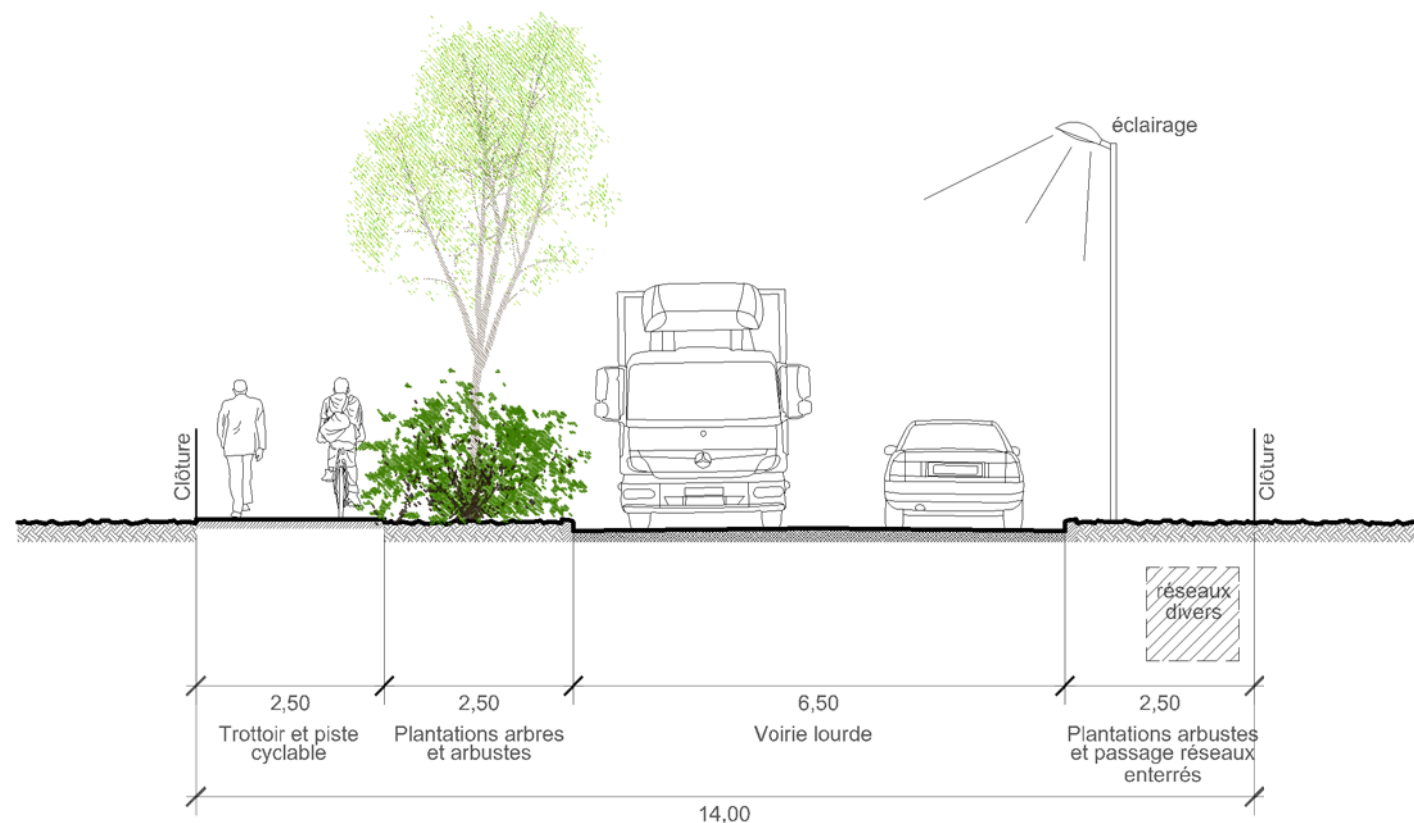 éclairage
Clôture
Clôture
réseaux
divers
2,50
Trottoir et piste
cyclable
2,50
Plantations arbres
et arbustes
6,50
Voirie lourde
2,50
Plantations arbustes
et passage réseaux
enterrés
14,00